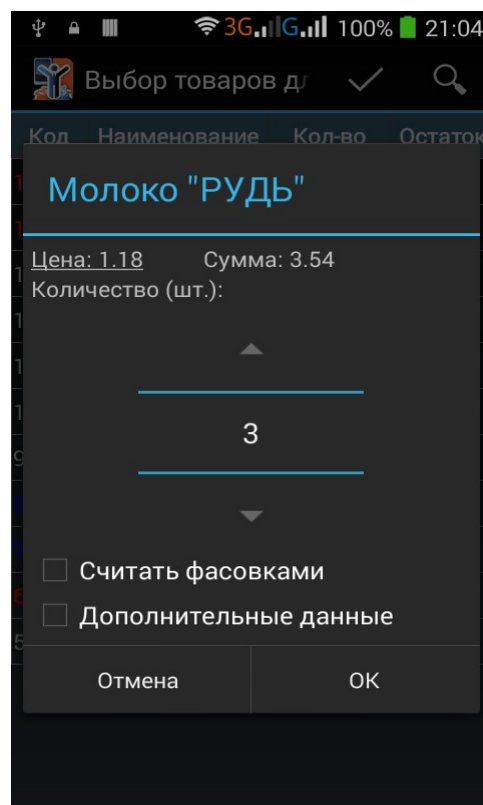 3G G 100% 21:04
Выбор товаров д
Код Наименование Кол-во Остаток
Молоко "РУДЬ"
Цена: 1.18 Сумма: 3.54
Количество (шт.):
3
Считать фасовками
Дополнительные данные
Отмена OK